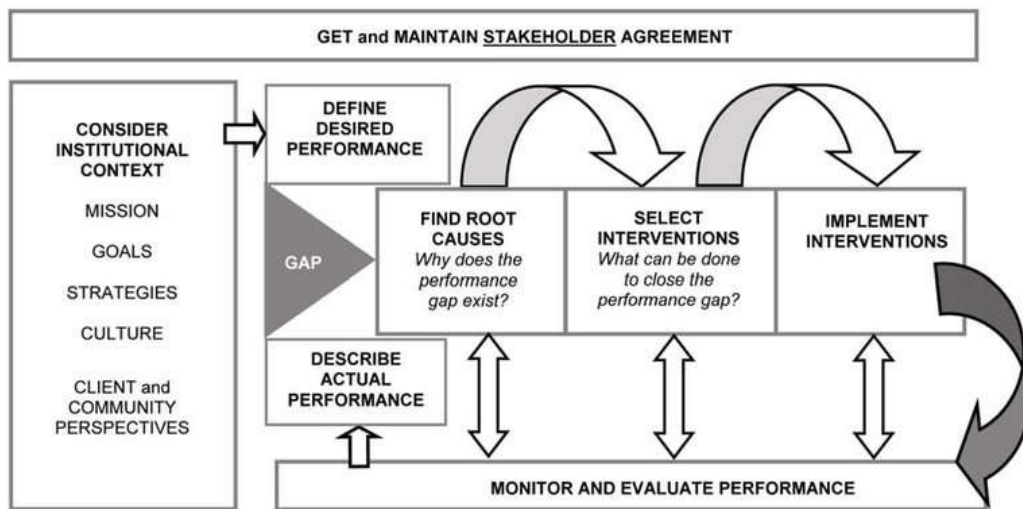 GET and MAINTAIN STAKEHOLDER AGREEMENT
CONSIDER
INSTITUTIONAL
CONTEXT
MISSION
GOALS
STRATEGIES
CULTURE
CLIENT and
COMMUNITY
PERSPECTIVES
DEFINE
DESIRED
PERFORMANCE
GAP
DESCRIBE
ACTUAL
PERFORMANCE
FIND ROOT
CAUSES
Why does the
performance
gap exist?
SELECT
INTERVENTIONS
What can be done
to close the
performance gap?
IMPLEMENT
INTERVENTIONS
MONITOR AND EVALUATE PERFORMANCE